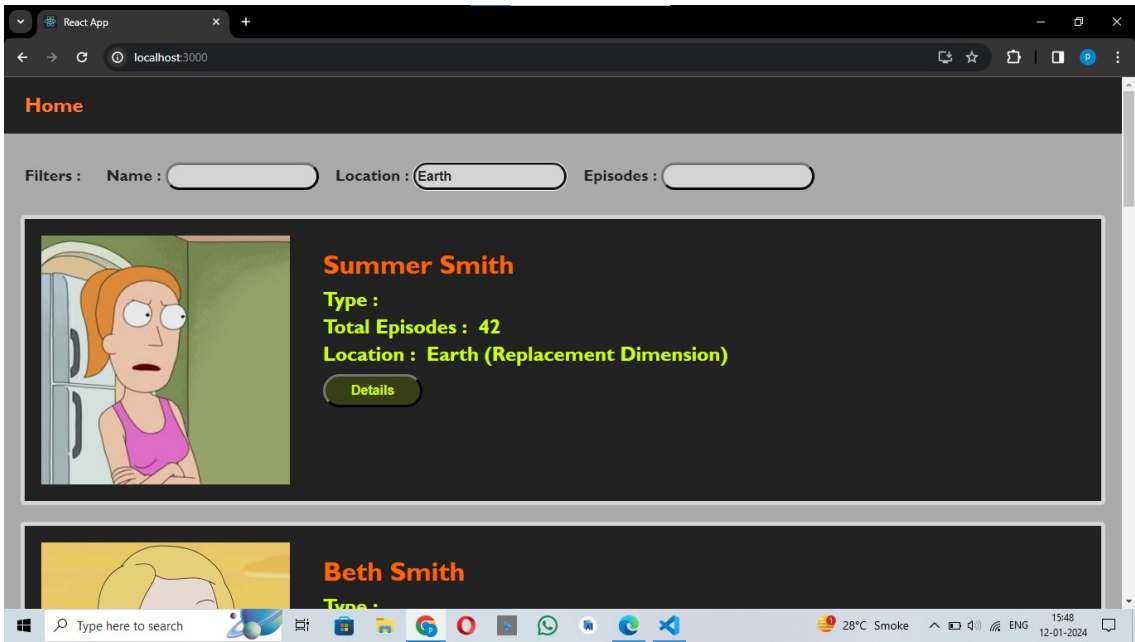 React App
localhost:3000
P
Home
Filters : Name : Location : Earth Episodes :
Summer Smith
Type :
Total Episodes : 42
Location : Earth (Replacement Dimension)
Details
Beth Smith
Type :
Type here to search
28°C Smoke ENG 15:48
12-01-2024